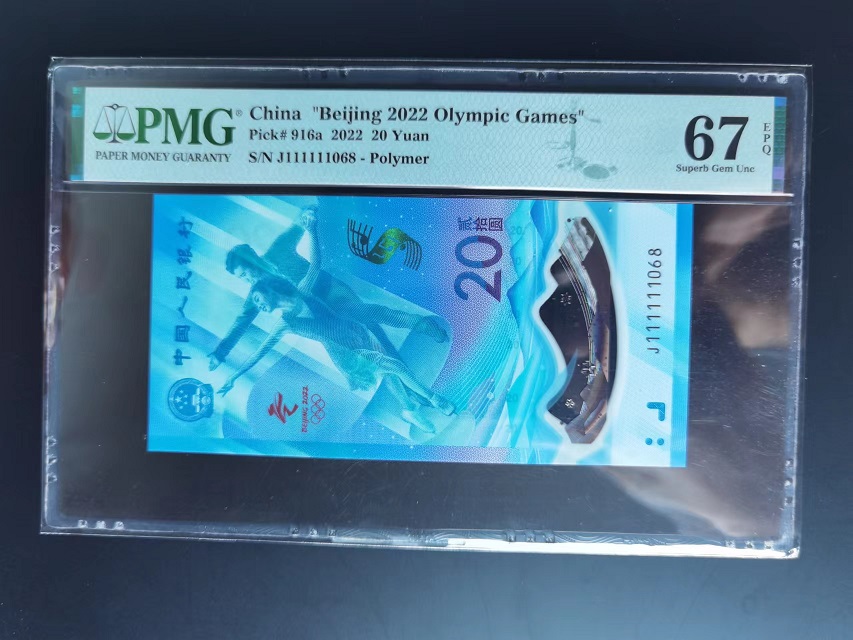 PMG®
PAPER MONEY GUARANTY
China "Beijing 2022 Olympic Games"
Pick# 916a 2022 20 Yuan
S/N J111111068 - Polymer
67
EPQ
Superb Gem Unc
中国人民银行
贰拾圆
20
J111111068
BEIJING 2022